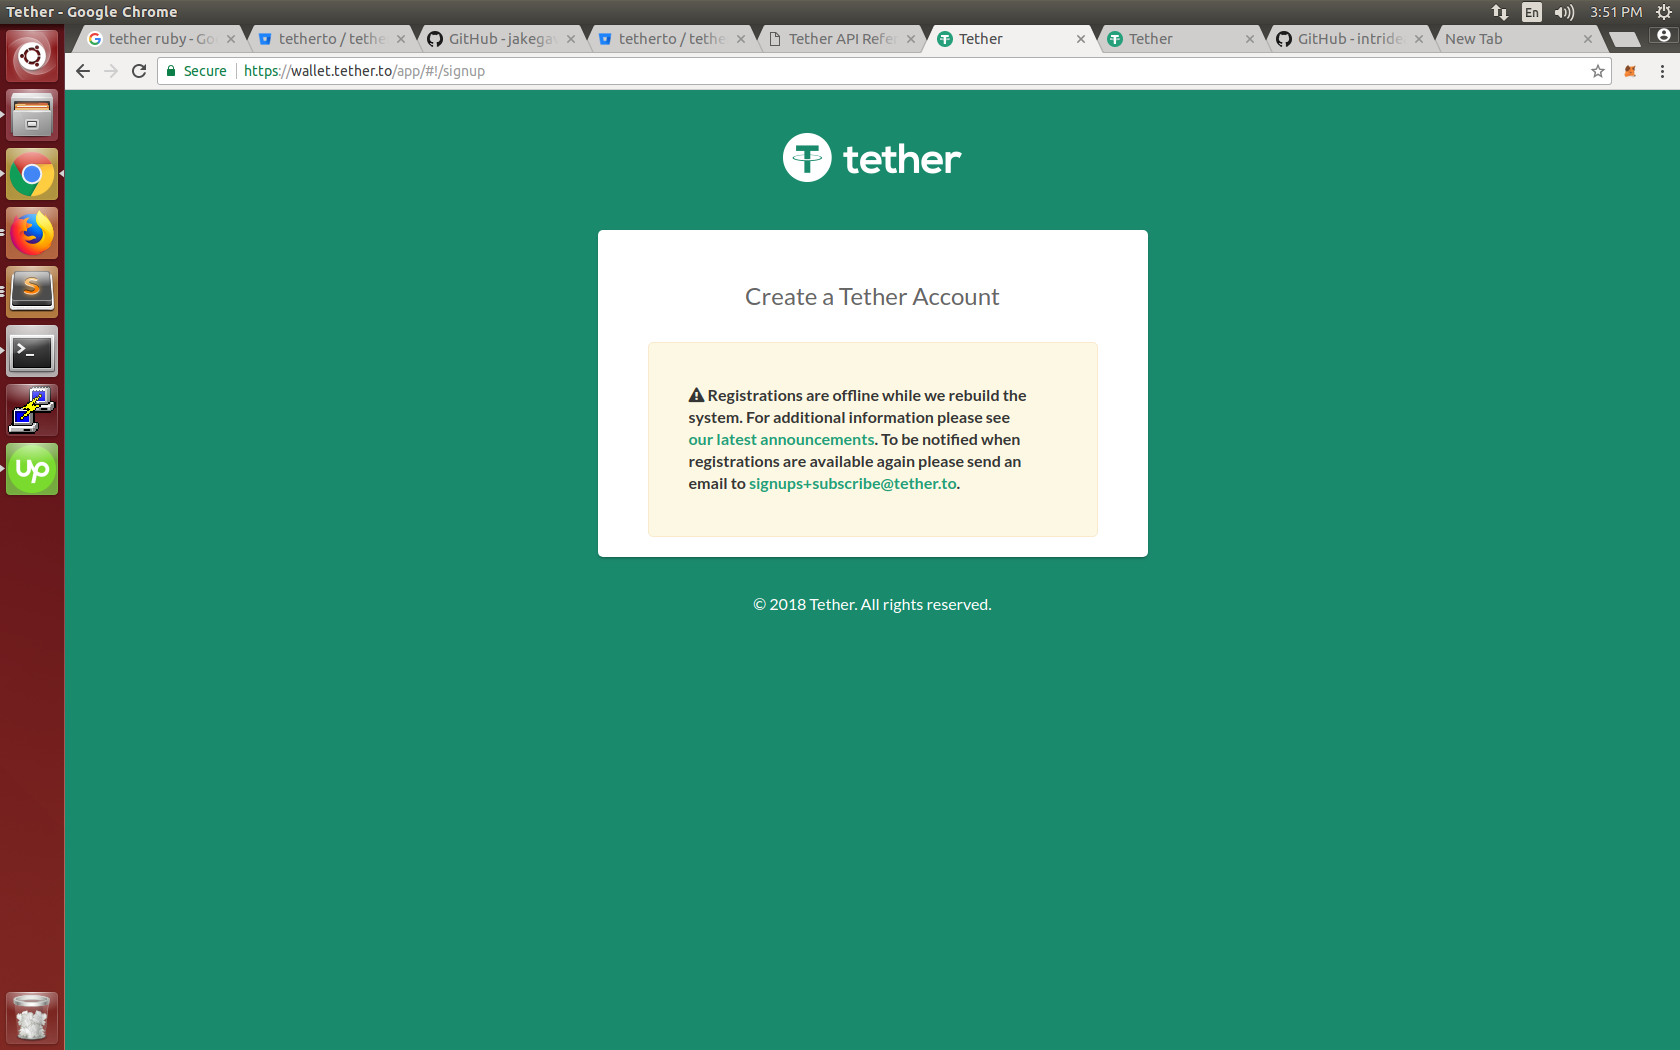 Tether - Google Chrome
En
3:51 PM
tether ruby - Go
tetherto / tethe
GitHub - jakega
tetherto / tethe
Tether API Refe
Tether
Tether
GitHub - intride
New Tab
Secure
https://wallet.tether.to/app/#!/signup
tether
Create a Tether Account
Registrations are offline while we rebuild the
system. For additional information please see
our latest announcements. To be notified when
registrations are available again please send an
email to signups+subscribe@tether.to.
© 2018 Tether. All rights reserved.
S
>_
up